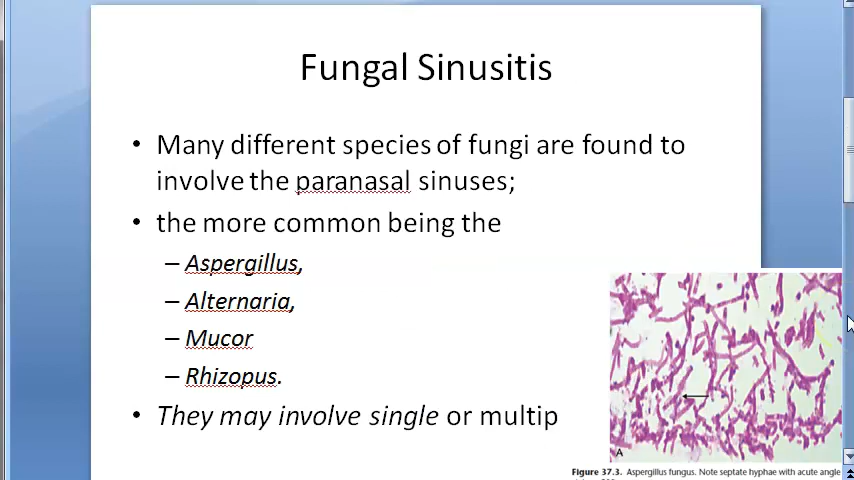 Fungal Sinusitis
• Many different species of fungi are found to
involve the paranasal sinuses;
• the more common being the
– Aspergillus,
– Alternaria,
– Mucor
– Rhizopus.
• They may involve single or multip
A
Figure 37.3. Aspergillus fungus. Note septate hyphae with acute angle